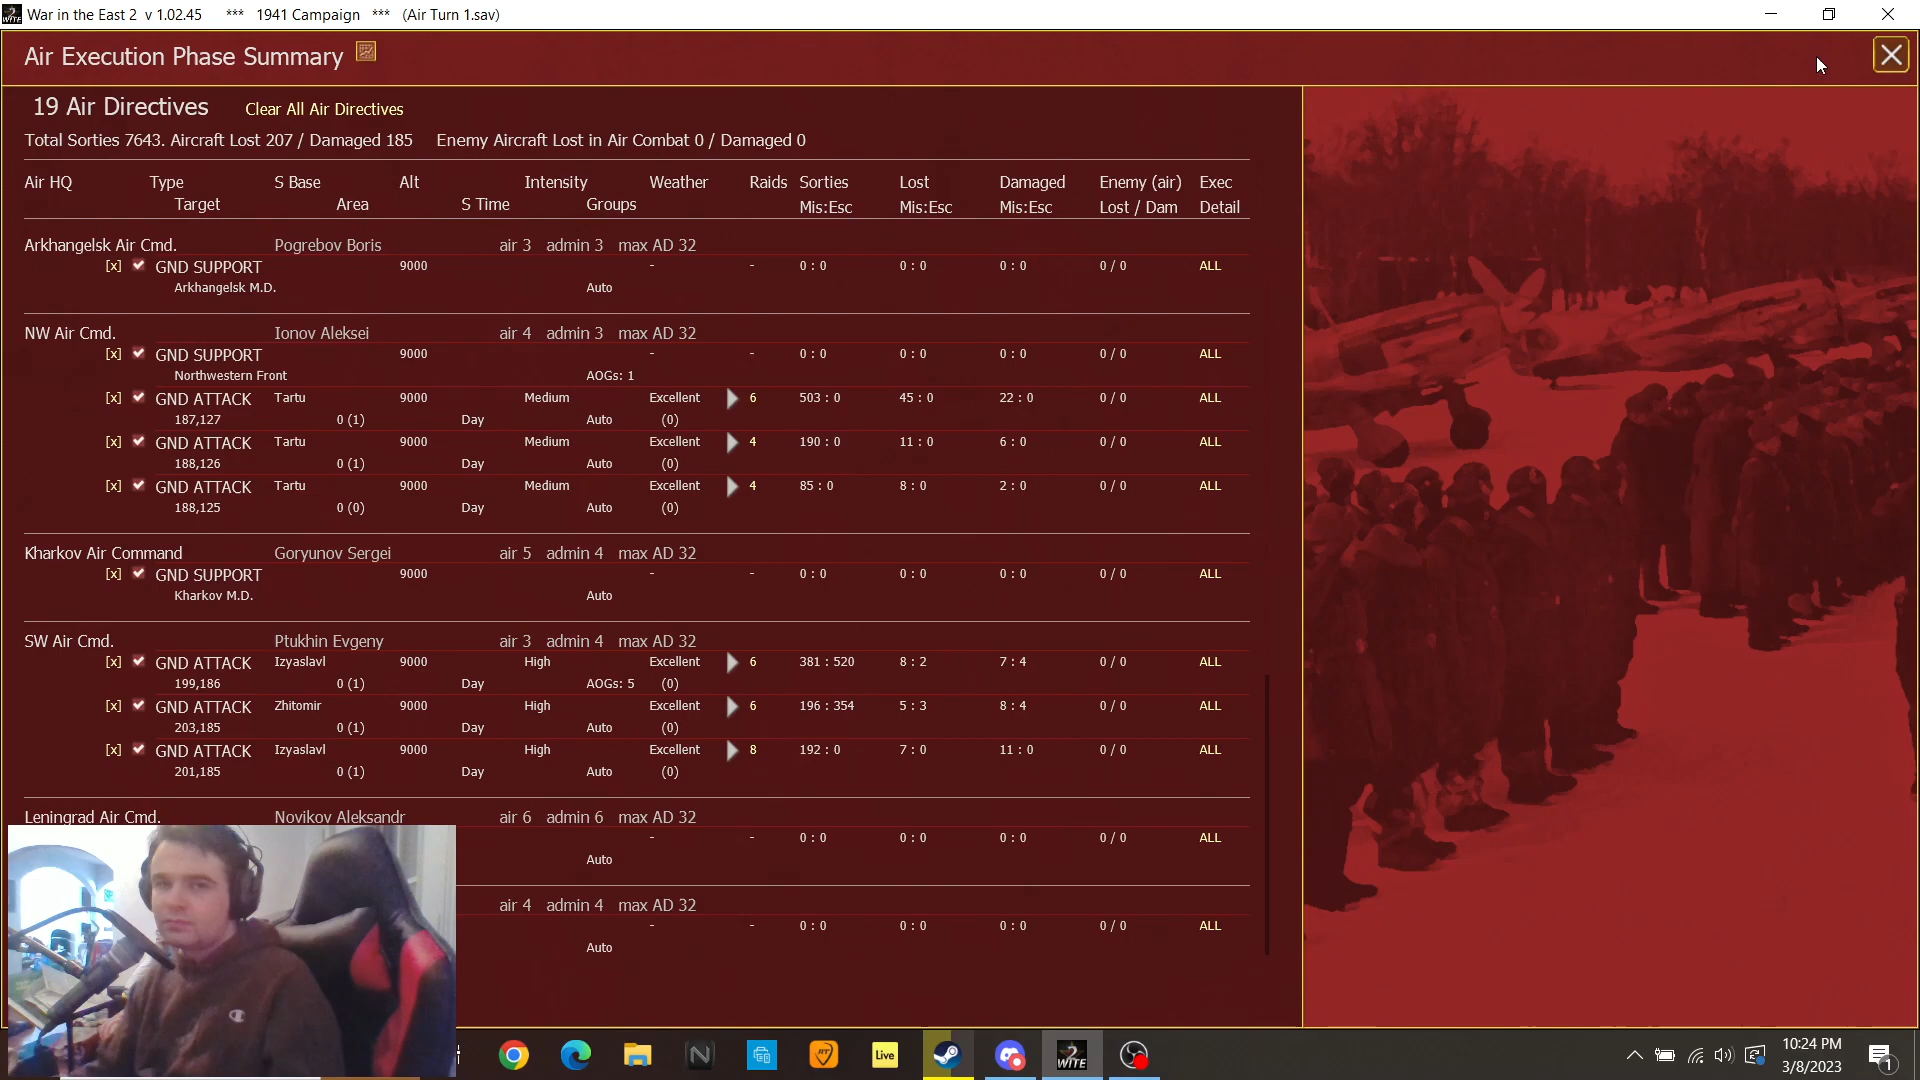 War in the East 2 v 1.02.45 *** 1941 Campaign *** (Air Turn 1.sav)
Air Execution Phase Summary
19 Air Directives Clear All Air Directives
Total Sorties 7643. Aircraft Lost 207 / Damaged 185 Enemy Aircraft Lost in Air Combat 0 / Damaged 0
Air HQ Type S Base Alt Intensity Weather Raids Sorties Lost Damaged Enemy (air) Exec
Target Area S Time Groups Mis:Esc Mis:Esc Mis:Esc Lost / Dam Detail
Arkhangelsk Air Cmd. Pogrebov Boris air 3 admin 3 max AD 32
[x] GND SUPPORT 9000 - - 0 : 0 0 : 0 0 : 0 0 / 0 ALL
Arkhangelsk M.D. Auto
NW Air Cmd. Ionov Aleksei air 4 admin 3 max AD 32
[x] GND SUPPORT 9000 - - 0 : 0 0 : 0 0 : 0 0 / 0 ALL
Northwestern Front AOGs: 1
[x] GND ATTACK Tartu 9000 Medium Excellent 6 503 : 0 45 : 0 22 : 0 0 / 0 ALL
187,127 0 (1) Day Auto (0)
[x] GND ATTACK Tartu 9000 Medium Excellent 4 190 : 0 11 : 0 6 : 0 0 / 0 ALL
188,126 0 (1) Day Auto (0)
[x] GND ATTACK Tartu 9000 Medium Excellent 4 85 : 0 8 : 0 2 : 0 0 / 0 ALL
188,125 0 (0) Day Auto (0)
Kharkov Air Command Goryunov Sergei air 5 admin 4 max AD 32
[x] GND SUPPORT 9000 - - 0 : 0 0 : 0 0 : 0 0 / 0 ALL
Kharkov M.D. Auto
SW Air Cmd. Ptukhin Evgeny air 3 admin 4 max AD 32
[x] GND ATTACK Izyaslavl 9000 High Excellent 6 381 : 520 8 : 2 7 : 4 0 / 0 ALL
199,186 0 (1) Day AOGs: 5 (0)
[x] GND ATTACK Zhitomir 9000 High Excellent 6 196 : 354 5 : 3 8 : 4 0 / 0 ALL
203,185 0 (1) Day Auto (0)
[x] GND ATTACK Izyaslavl 9000 High Excellent 8 192 : 0 7 : 0 11 : 0 0 / 0 ALL
201,185 0 (1) Day Auto (0)
Leningrad Air Cmd. Novikov Aleksandr air 6 admin 6 max AD 32
- - 0 : 0 0 : 0 0 : 0 0 / 0 ALL
Auto
air 4 admin 4 max AD 32
- - 0 : 0 0 : 0 0 : 0 0 / 0 ALL
Auto
Live
2
WITE
10:24 PM
3/8/2023
1